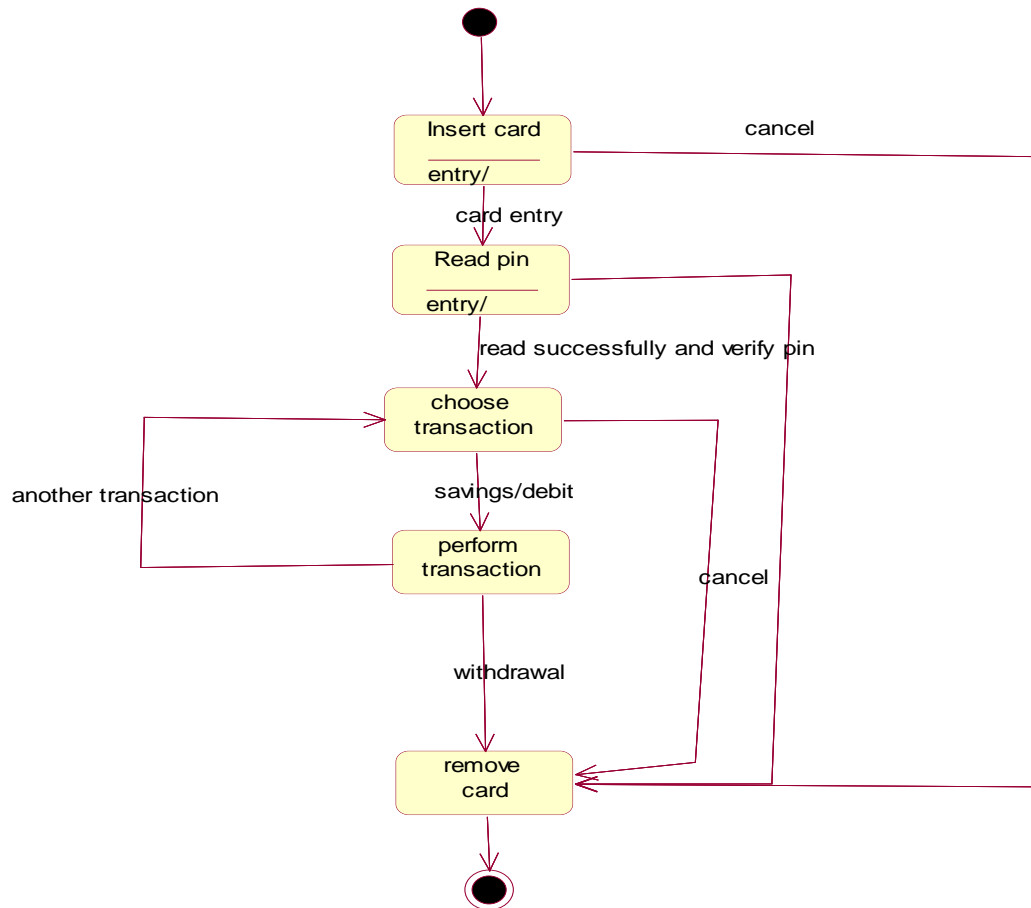 Insert card
entry/
cancel
card entry
Read pin
entry/
read successfully and verify pin
choose
transaction
another transaction
savings/debit
perform
transaction
cancel
withdrawal
remove
card